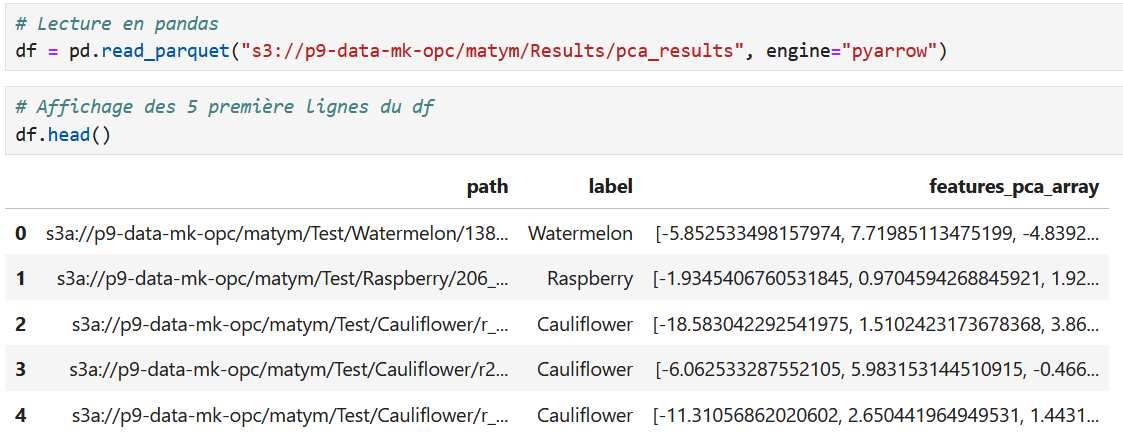 # Lecture en pandas
df = pd.read_parquet("s3://p9-data-mk-opc/matym/Results/pca_results", engine="pyarrow")
# Affichage des 5 première lignes du df
df.head()
path label features_pca_array
0 s3a://p9-data-mk-opc/matym/Test/Watermelon/138... Watermelon [-5.852533498157974, 7.71985113475199, -4.8392...
1 s3a://p9-data-mk-opc/matym/Test/Raspberry/206_... Raspberry [-1.9345406760531845, 0.9704594268845921, 1.92...
2 s3a://p9-data-mk-opc/matym/Test/Cauliflower/r_... Cauliflower [-18.583042292541975, 1.5102423173678368, 3.86...
3 s3a://p9-data-mk-opc/matym/Test/Cauliflower/r2... Cauliflower [-6.062533287552105, 5.983153144510915, -0.466...
4 s3a://p9-data-mk-opc/matym/Test/Cauliflower/r_... Cauliflower [-11.31056862020602, 2.650441964949531, 1.4431...